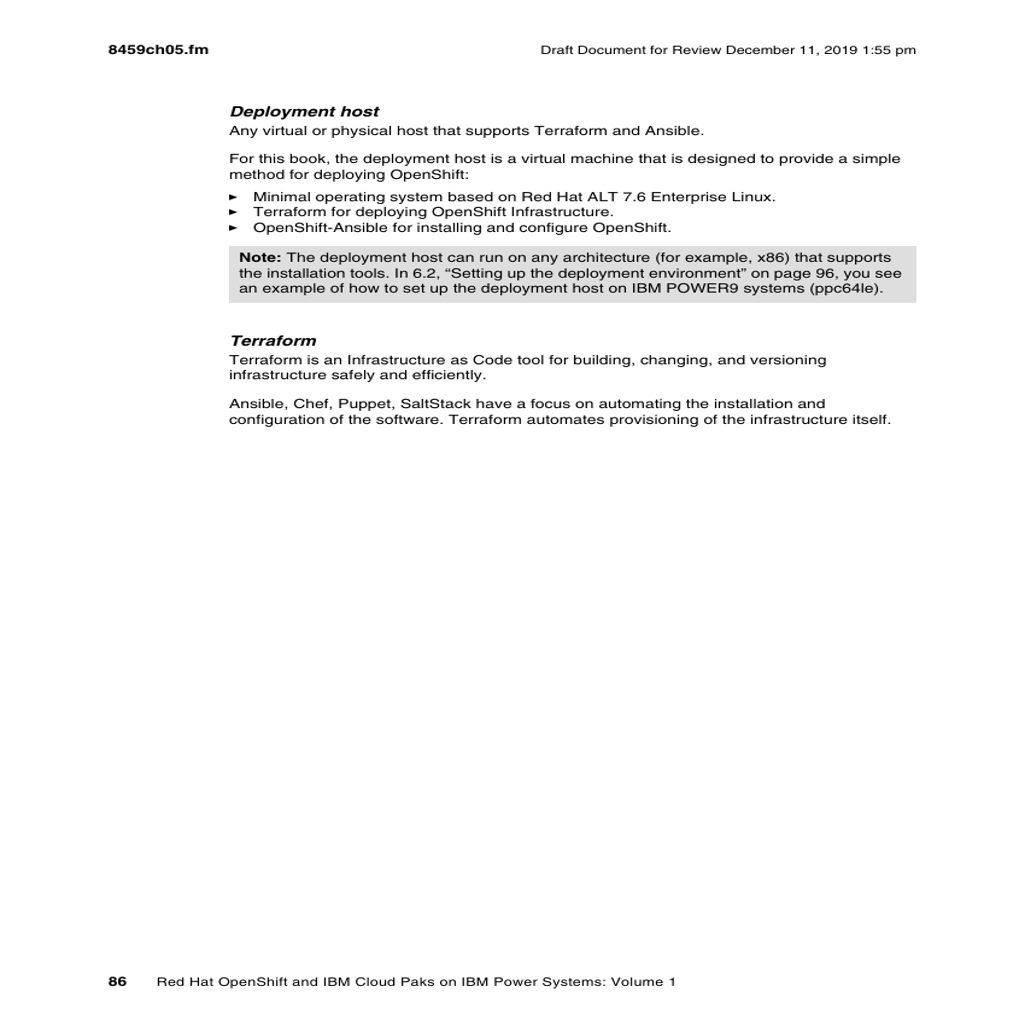 8459ch05.fm
Draft Document for Review December 11, 2019 1:55 pm
Deployment host
Any virtual or physical host that supports Terraform and Ansible.
For this book, the deployment host is a virtual machine that is designed to provide a simple
method for deploying OpenShift:
► Minimal operating system based on Red Hat ALT 7.6 Enterprise Linux.
► Terraform for deploying OpenShift Infrastructure.
► OpenShift-Ansible for installing and configure OpenShift.
Note: The deployment host can run on any architecture (for example, x86) that supports
the installation tools. In 6.2, “Setting up the deployment environment” on page 96, you see
an example of how to set up the deployment host on IBM POWER9 systems (ppc64le).
Terraform
Terraform is an Infrastructure as Code tool for building, changing, and versioning
infrastructure safely and efficiently.
Ansible, Chef, Puppet, SaltStack have a focus on automating the installation and
configuration of the software. Terraform automates provisioning of the infrastructure itself.
86 Red Hat OpenShift and IBM Cloud Paks on IBM Power Systems: Volume 1